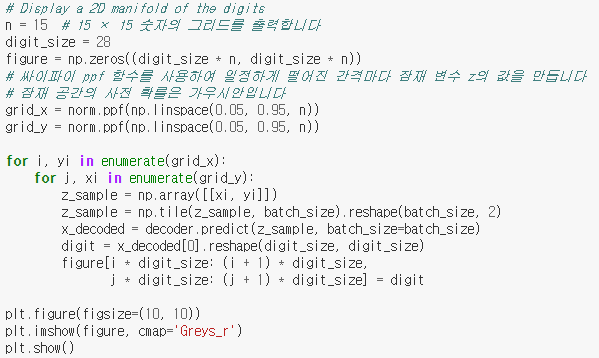 # Display a 2D manifold of the digits
n = 15  # 15 × 15 숫자의 그리드를 출력합니다
digit_size = 28
figure = np.zeros((digit_size * n, digit_size * n))
# 싸이파이 ppf 함수를 사용하여 일정하게 떨어진 간격마다 잠재 변수 z의 값을 만듭니다
# 잠재 공간의 사전 확률은 가우시안입니다
grid_x = norm.ppf(np.linspace(0.05, 0.95, n))
grid_y = norm.ppf(np.linspace(0.05, 0.95, n))

for i, yi in enumerate(grid_x):
    for j, xi in enumerate(grid_y):
        z_sample = np.array([[xi, yi]])
        z_sample = np.tile(z_sample, batch_size).reshape(batch_size, 2)
        x_decoded = decoder.predict(z_sample, batch_size=batch_size)
        digit = x_decoded[0].reshape(digit_size, digit_size)
        figure[i * digit_size: (i + 1) * digit_size,
               j * digit_size: (j + 1) * digit_size] = digit

plt.figure(figsize=(10, 10))
plt.imshow(figure, cmap='Greys_r')
plt.show()